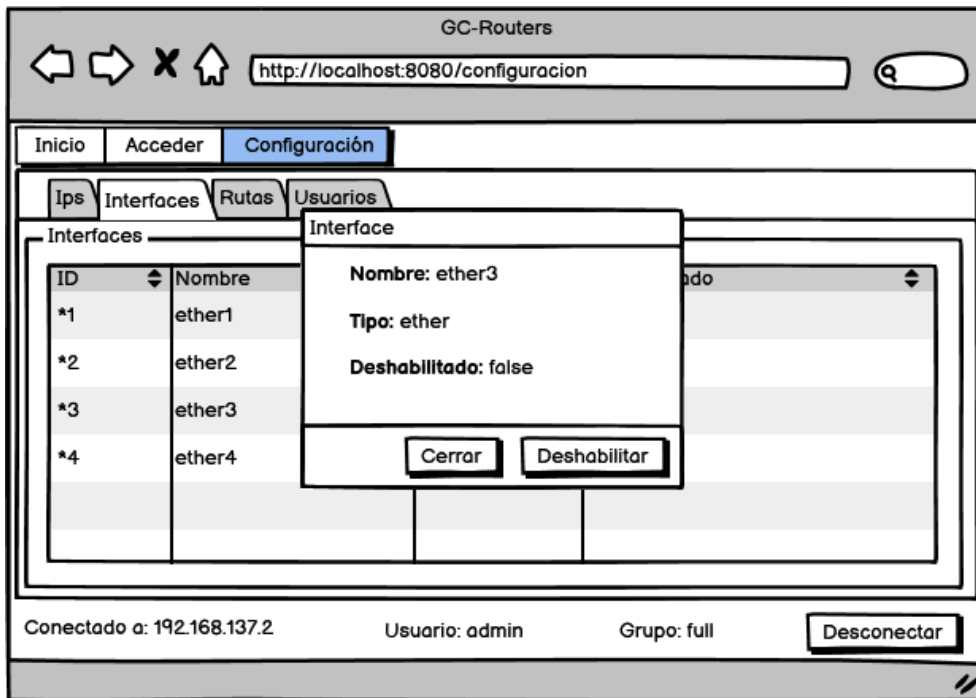 GC-Routers
http://localhost:8080/configuracion
Inicio Acceder Configuración
Ips Interfaces Rutas Usuarios
Interface
Interfaces
Nombre: ether3
ID Nombre ado
*1 ether1
Tipo: ether
*2 ether2
Deshabilitado: false
*3 ether3
*4 ether4
Cerrar Deshabilitar
Conectado a: 192.168.137.2 Usuario: admin Grupo: full Desconectar